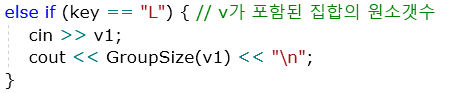 else if (key == "L") { // v가 포함된 집합의 원소갯수
cin >> v1;
cout << GroupSize(v1) << "\n";
}